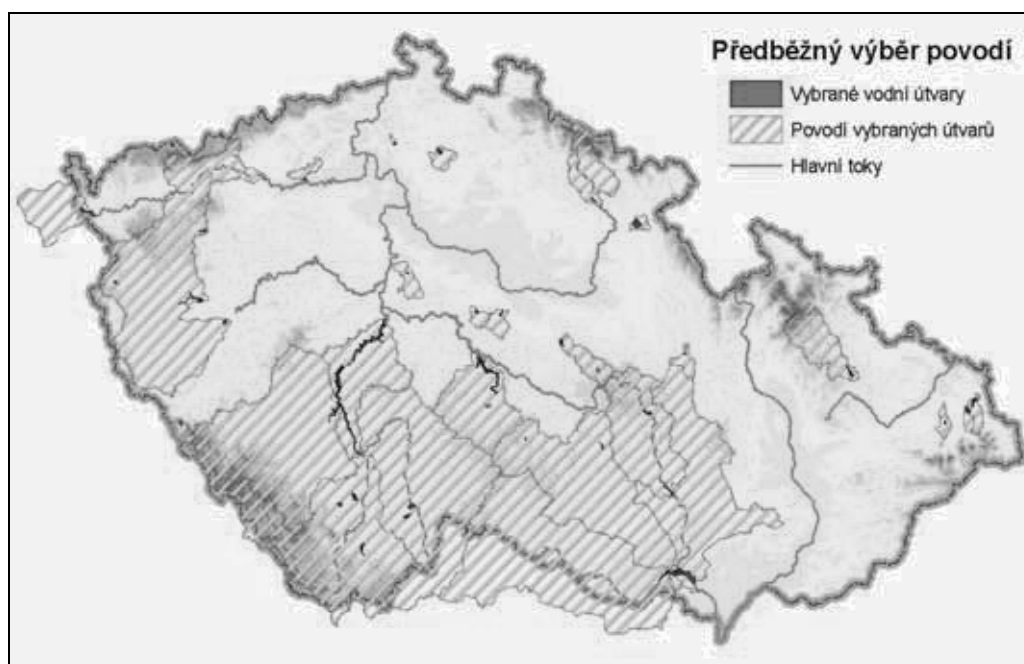 Předběžný výběr povodí
Vybrané vodní útvary
Povodí vybraných útvarů
Hlavní toky